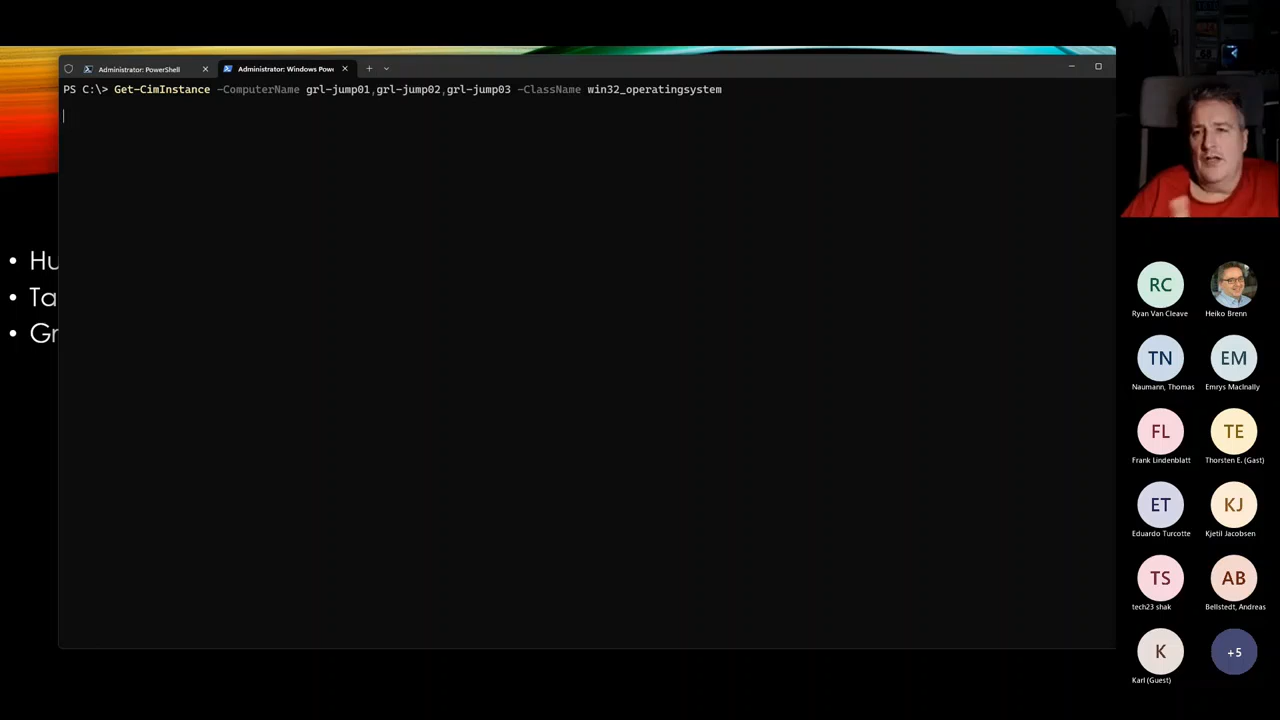 Administrator: PowerShell
Administrator: Windows Pow
PS C:\> Get-CimInstance -ComputerName grl-jump01,grl-jump02,grl-jump03 -ClassName win32_operatingsystem
• Hu
• Ta
• Gr
RC
Ryan Van Cleave
Heiko Brenn
TN
Naumann, Thomas
EM
Emrys MacInally
FL
Frank Lindenblatt
TE
Thorsten E. (Gast)
ET
Eduardo Turcotte
KJ
Kjetil Jacobsen
TS
tech23 shak
AB
Bellstedt, Andreas
K
Karl (Guest)
+5